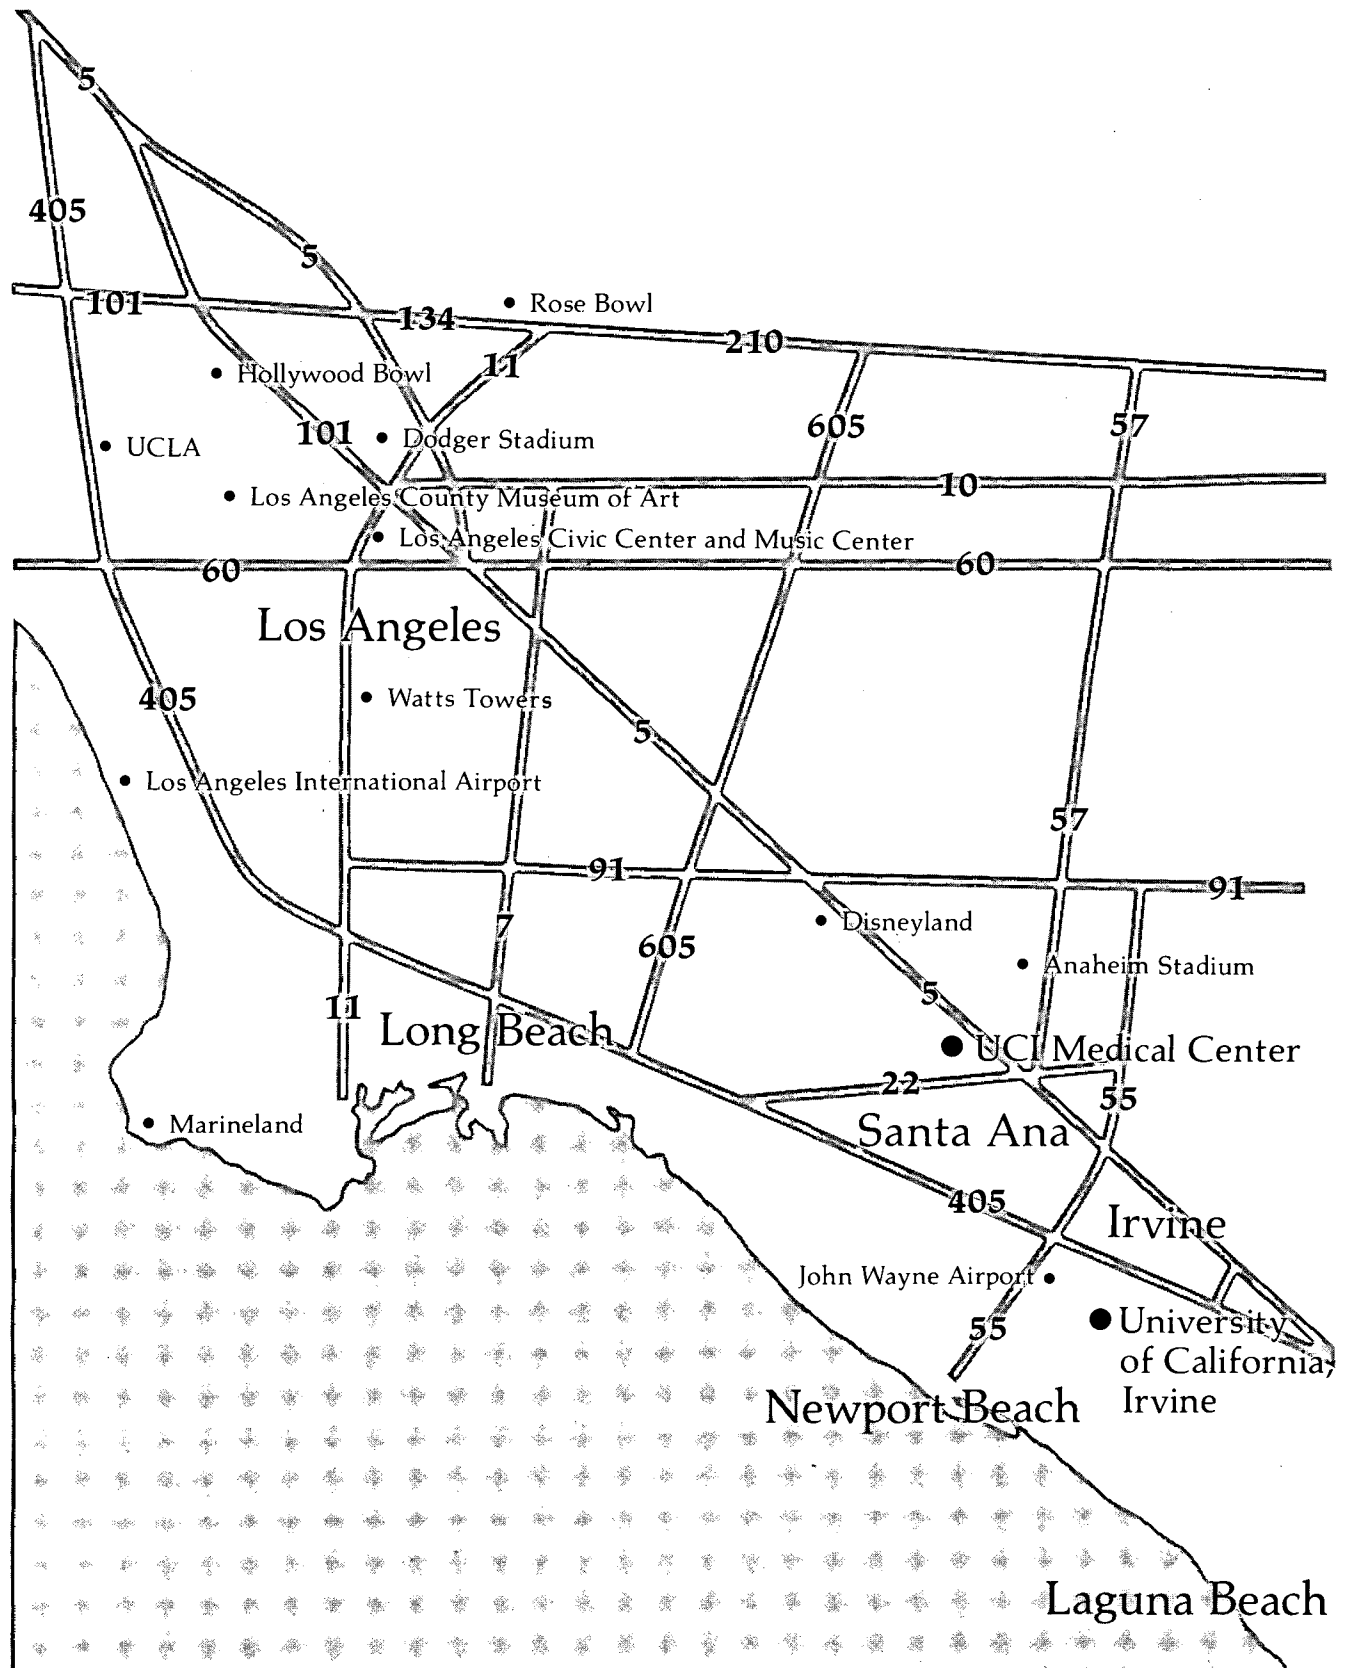 5
405
5
101
134
Rose Bowl
210
11
Hollywood Bowl
101
605
57
Dodger Stadium
UCLA
10
Los Angeles County Museum of Art
Los Angeles Civic Center and Music Center
60
60
Los Angeles
405
Watts Towers
5
Los Angeles International Airport
57
91
91
7
Disneyland
605
Anaheim Stadium
5
11
Long Beach
UCI Medical Center
22
55
Marineland
Santa Ana
405
Irvine
John Wayne Airport
55
University
of California,
Irvine
Newport Beach
Laguna Beach